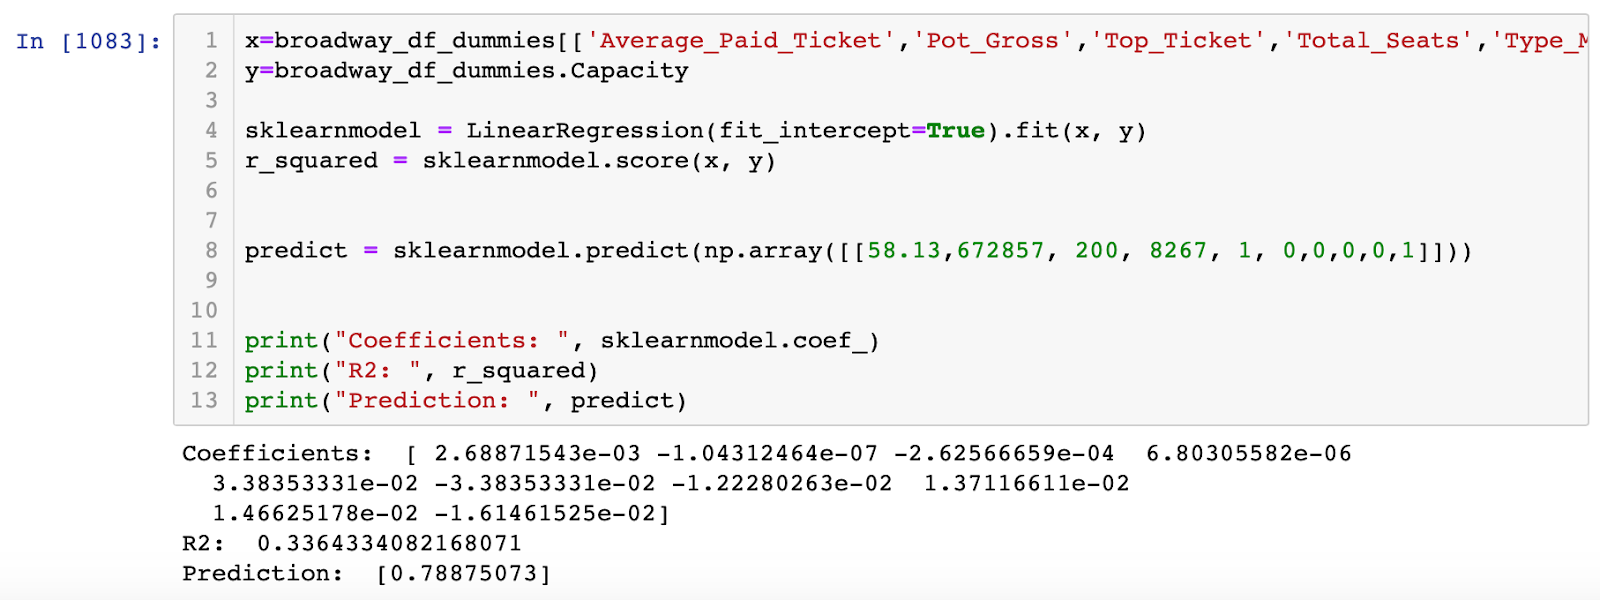 In [1083]:
1 x=broadway_df_dummies[['Average_Paid_Ticket','Pot_Gross','Top_Ticket','Total_Seats','Type_M
2 y=broadway_df_dummies.Capacity
3
4 sklearnmodel = LinearRegression(fit_intercept=True).fit(x, y)
5 r_squared = sklearnmodel.score(x, y)
6
7
8 predict = sklearnmodel.predict(np.array([[58.13,672857, 200, 8267, 1, 0,0,0,0,1]]))
9
10
11 print("Coefficients: ", sklearnmodel.coef_)
12 print("R2: ", r_squared)
13 print("Prediction: ", predict)
Coefficients:  [ 2.68871543e-03 -1.04312464e-07 -2.62566659e-04  6.80305582e-06
  3.38353331e-02 -3.38353331e-02 -1.22280263e-02  1.37116611e-02
  1.46625178e-02 -1.61461525e-02]
R2:  0.3364334082168071
Prediction:  [0.78875073]